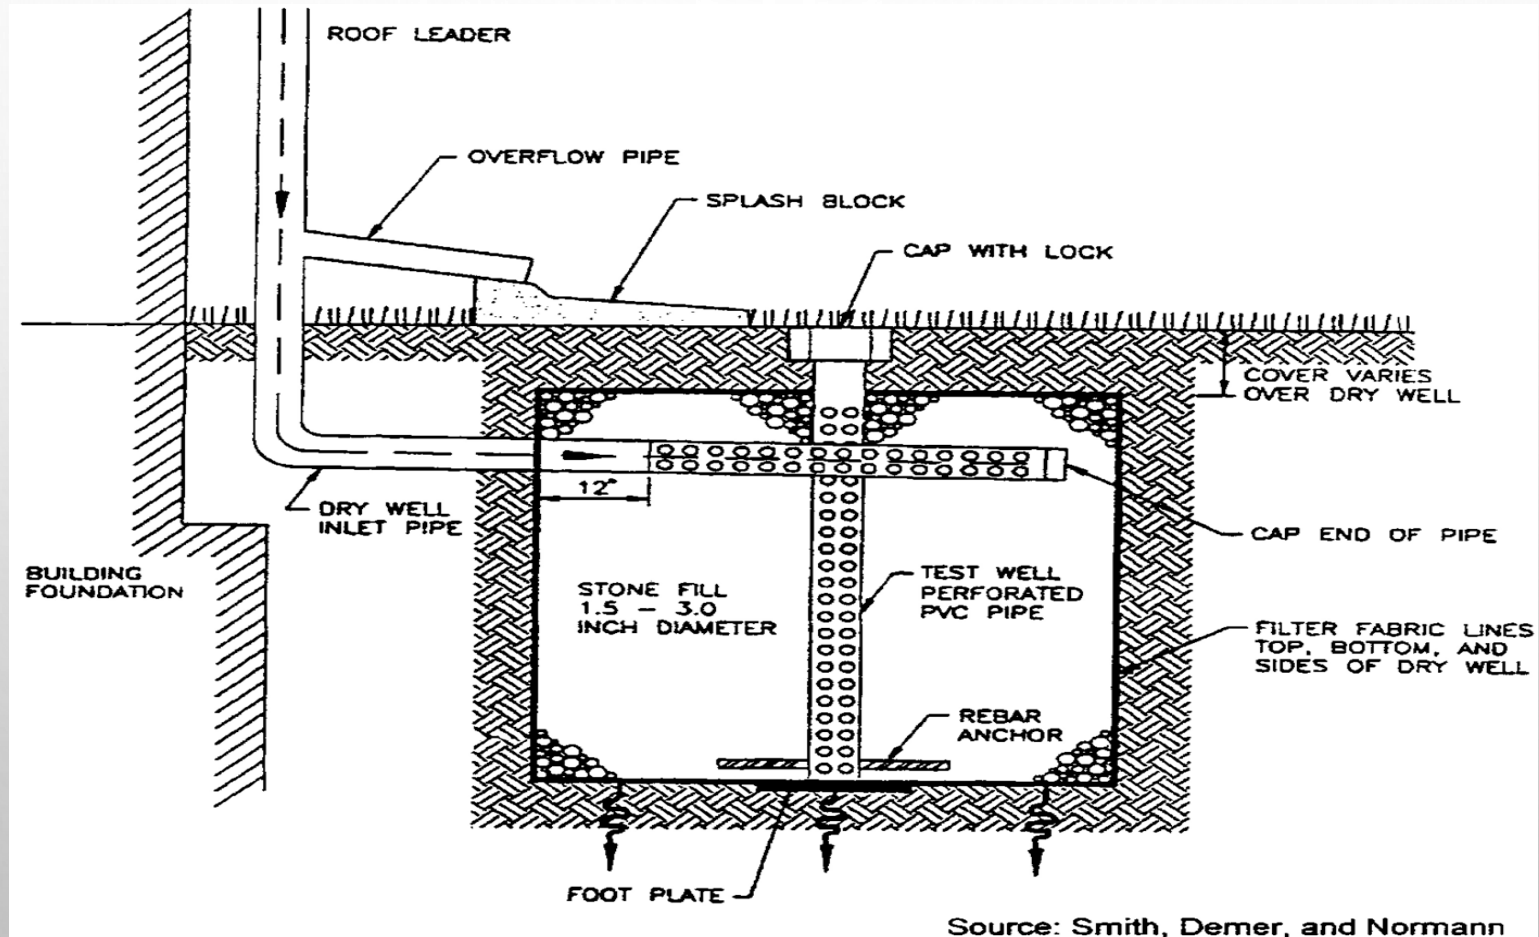 ROOF LEADER
OVERFLOW PIPE
SPLASH BLOCK
CAP WITH LOCK
COVER VARIES
OVER DRY WELL
12"
DRY WELL
INLET PIPE
CAP END OF PIPE
BUILDING
FOUNDATION
STONE FILL
1.5 - 3.0
INCH DIAMETER
TEST WELL
PERFORATED
PVC PIPE
FILTER FABRIC LINES
TOP, BOTTOM, AND
SIDES OF DRY WELL
REBAR
ANCHOR
FOOT PLATE
Source: Smith, Demer, and Normann